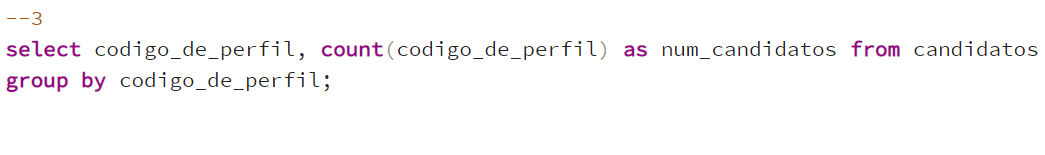 --3
select codigo_de_perfil, count(codigo_de_perfil) as num_candidatos from candidatos
group by codigo_de_perfil;